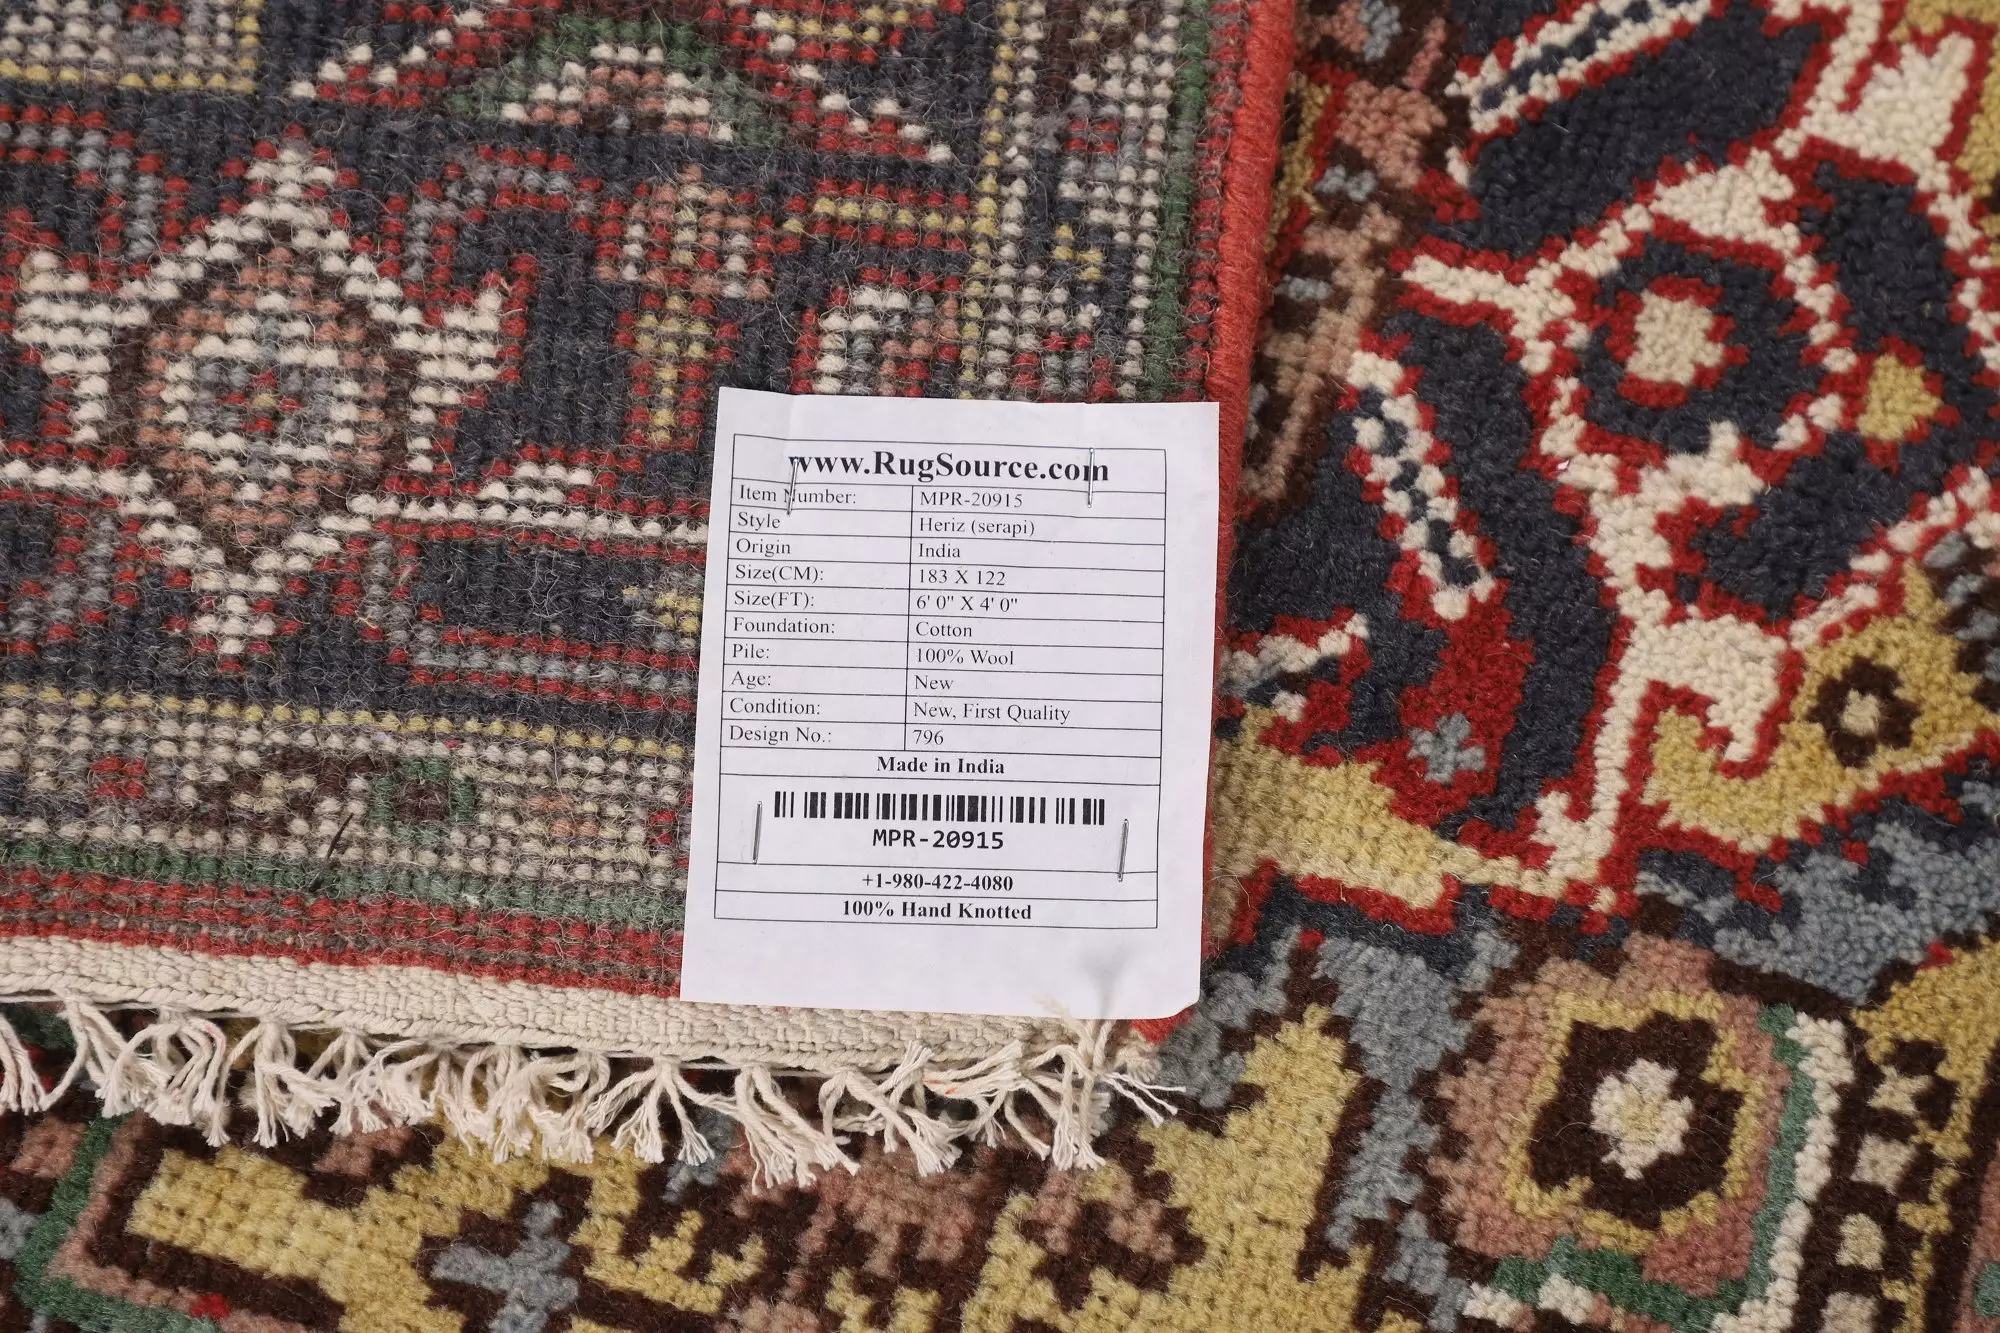 www.RugSource.com
Item Number: MPR-20915
Style Heriz (serapi)
Origin India
Size(CM): 183 X 122
Size(FT): 6' 0" X 4' 0"
Foundation: Cotton
Pile: 100% Wool
Age: New
Condition: New, First Quality
Design No.: 796
Made in India
MPR-20915
+1-980-422-4080
100% Hand Knotted